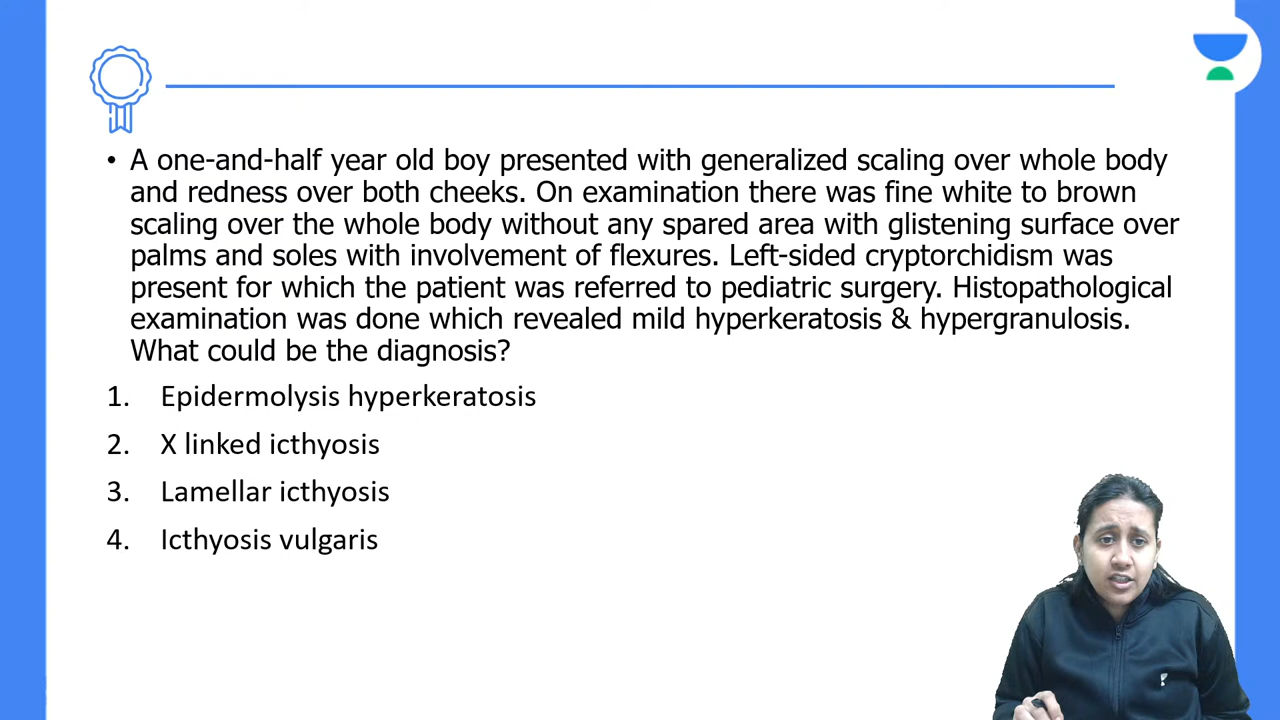 • A one-and-half year old boy presented with generalized scaling over whole body
and redness over both cheeks. On examination there was fine white to brown
scaling over the whole body without any spared area with glistening surface over
palms and soles with involvement of flexures. Left-sided cryptorchidism was
present for which the patient was referred to pediatric surgery. Histopathological
examination was done which revealed mild hyperkeratosis & hypergranulosis.
What could be the diagnosis?
1. Epidermolysis hyperkeratosis
2. X linked icthyosis
3. Lamellar icthyosis
4. Icthyosis vulgaris